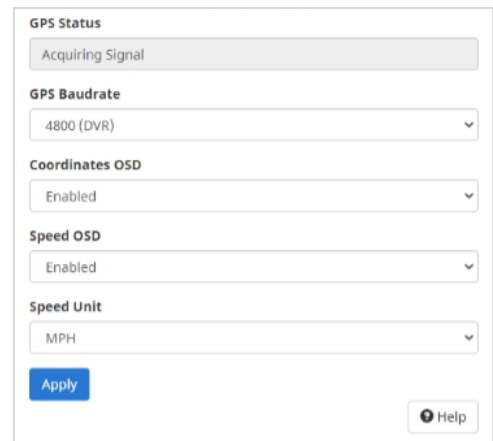 GPS Status
Acquiring Signal
GPS Baudrate
4800 (DVR)
Coordinates OSD
Enabled
Speed OSD
Enabled
Speed Unit
MPH
Apply
Help